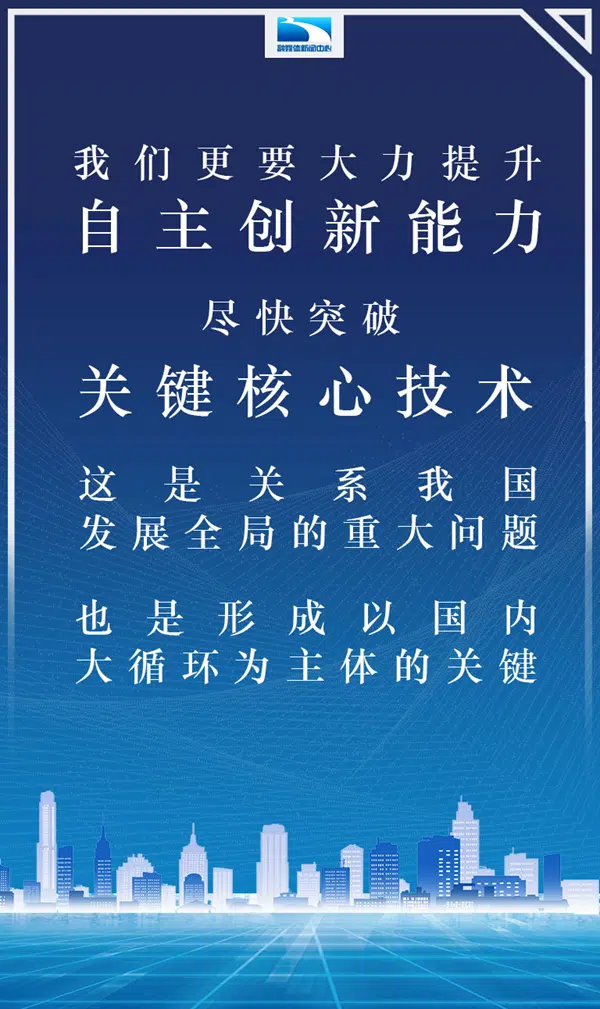 融媒体新闻中心
我们更要大力提升
自主创新能力
尽快突破
关键核心技术
这是关系我国
发展全局的重大问题
也是形成以国内
大循环为主体的关键